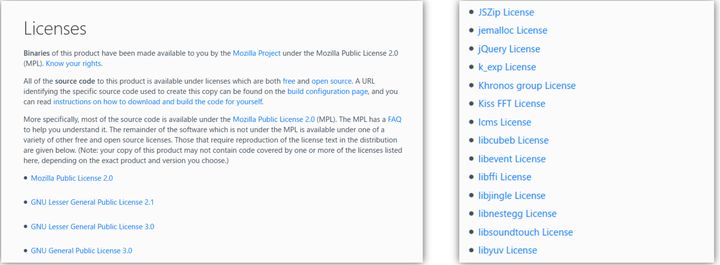 Licenses
Binaries of this product have been made available to you by the Mozilla Project under the Mozilla Public License 2.0
(MPL). Know your rights.
All of the source code to this product is available under licenses which are both free and open source. A URL
identifying the specific source code used to create this copy can be found on the build configuration page, and you
can read instructions on how to download and build the code for yourself.
More specifically, most of the source code is available under the Mozilla Public License 2.0 (MPL). The MPL has a FAQ
to help you understand it. The remainder of the software which is not under the MPL is available under one of a
variety of other free and open source licenses. Those that require reproduction of the license text in the distribution
are given below. (Note: your copy of this product may not contain code covered by one or more of the licenses listed
here, depending on the exact product and version you choose.)
• Mozilla Public License 2.0
• GNU Lesser General Public License 2.1
• GNU Lesser General Public License 3.0
• GNU General Public License 3.0
• JSZip License
• jemalloc License
• jQuery License
• k_exp License
• Khronos group License
• Kiss FFT License
• lcms License
• libcubeb License
• libevent License
• libffi License
• libjingle License
• libnestegg License
• libsoundtouch License
• libyuv License